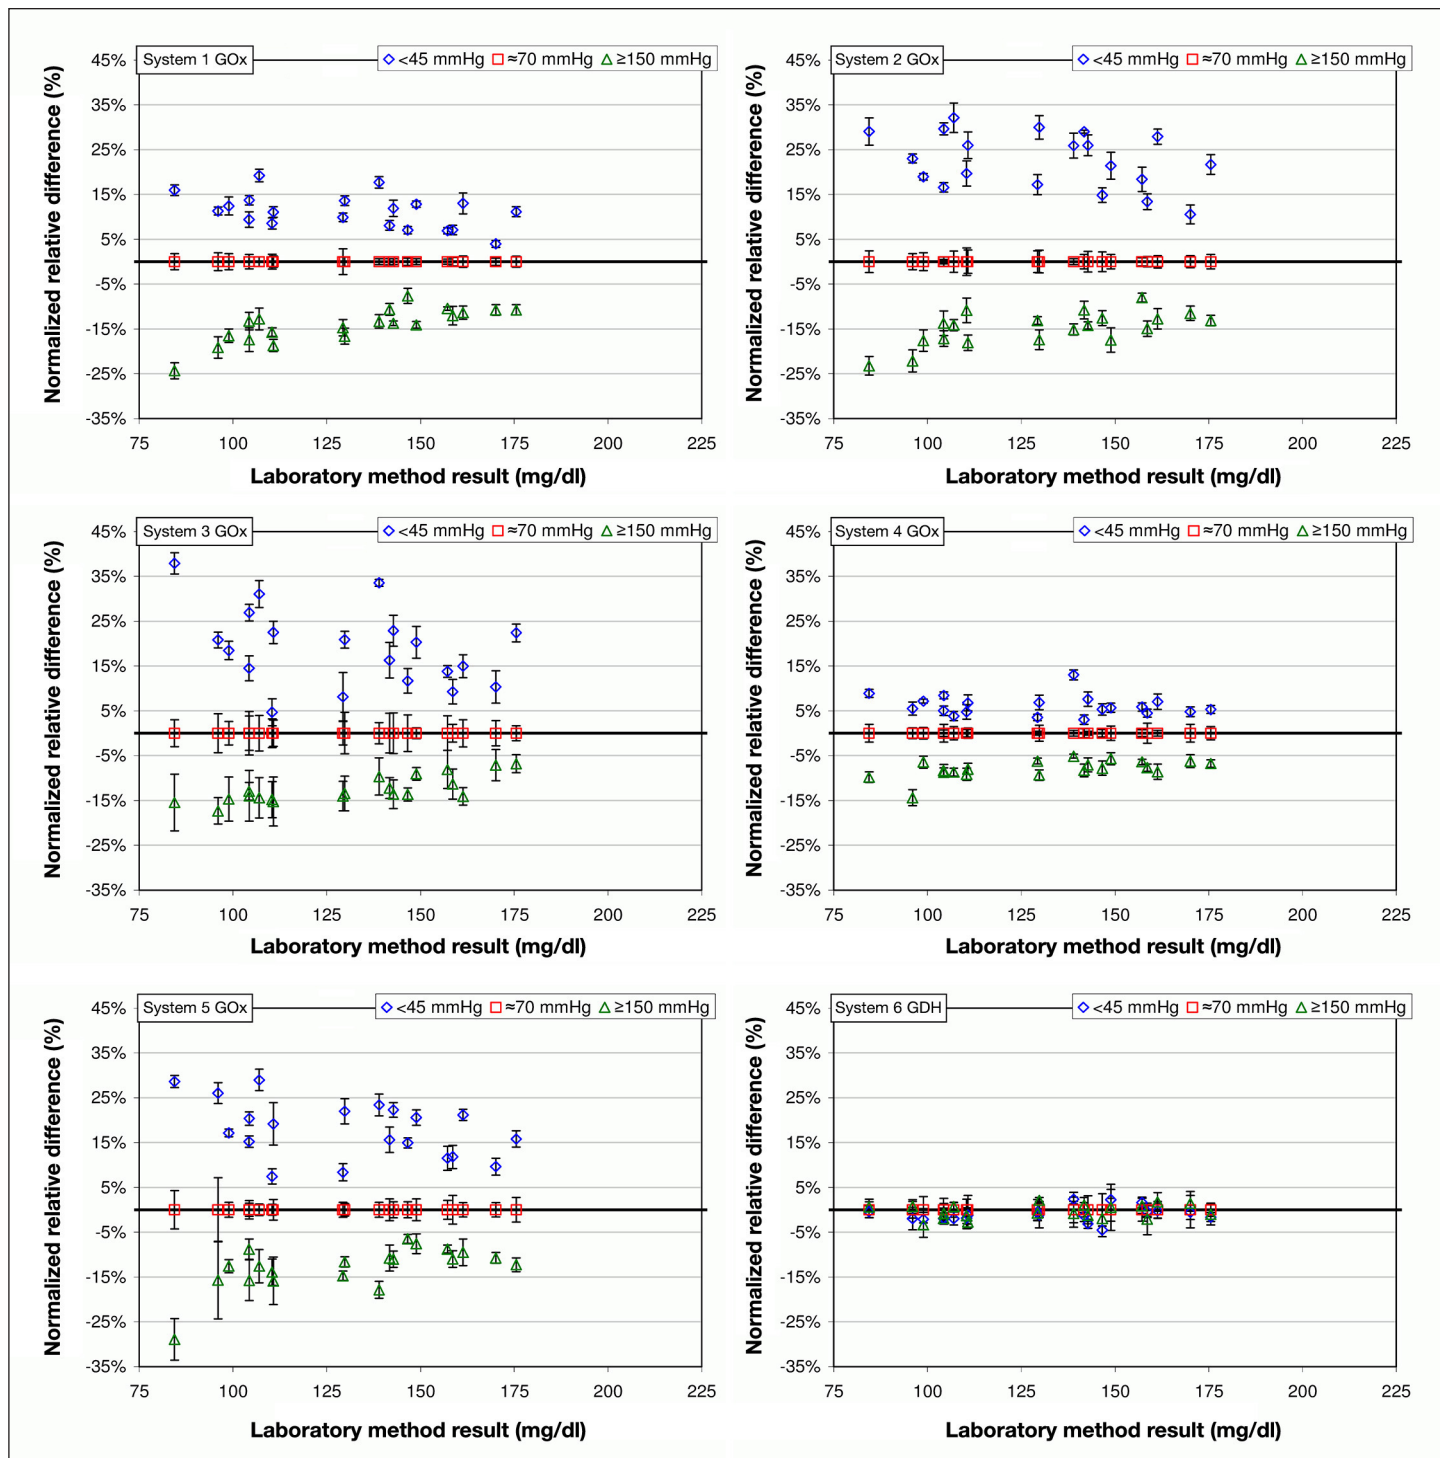 System 1 GOx
<45 mmHg ≈70 mmHg ≥150 mmHg
Normalized relative difference (%)
45%
35%
25%
15%
5%
-5%
-15%
-25%
-35%
75 100 125 150 175 200 225
Laboratory method result (mg/dl)
System 2 GOx
<45 mmHg ≈70 mmHg ≥150 mmHg
Normalized relative difference (%)
45%
35%
25%
15%
5%
-5%
-15%
-25%
-35%
75 100 125 150 175 200 225
Laboratory method result (mg/dl)
System 3 GOx
<45 mmHg ≈70 mmHg ≥150 mmHg
Normalized relative difference (%)
45%
35%
25%
15%
5%
-5%
-15%
-25%
-35%
75 100 125 150 175 200 225
Laboratory method result (mg/dl)
System 4 GOx
<45 mmHg ≈70 mmHg ≥150 mmHg
Normalized relative difference (%)
45%
35%
25%
15%
5%
-5%
-15%
-25%
-35%
75 100 125 150 175 200 225
Laboratory method result (mg/dl)
System 5 GOx
<45 mmHg ≈70 mmHg ≥150 mmHg
Normalized relative difference (%)
45%
35%
25%
15%
5%
-5%
-15%
-25%
-35%
75 100 125 150 175 200 225
Laboratory method result (mg/dl)
System 6 GDH
<45 mmHg ≈70 mmHg ≥150 mmHg
Normalized relative difference (%)
45%
35%
25%
15%
5%
-5%
-15%
-25%
-35%
75 100 125 150 175 200 225
Laboratory method result (mg/dl)